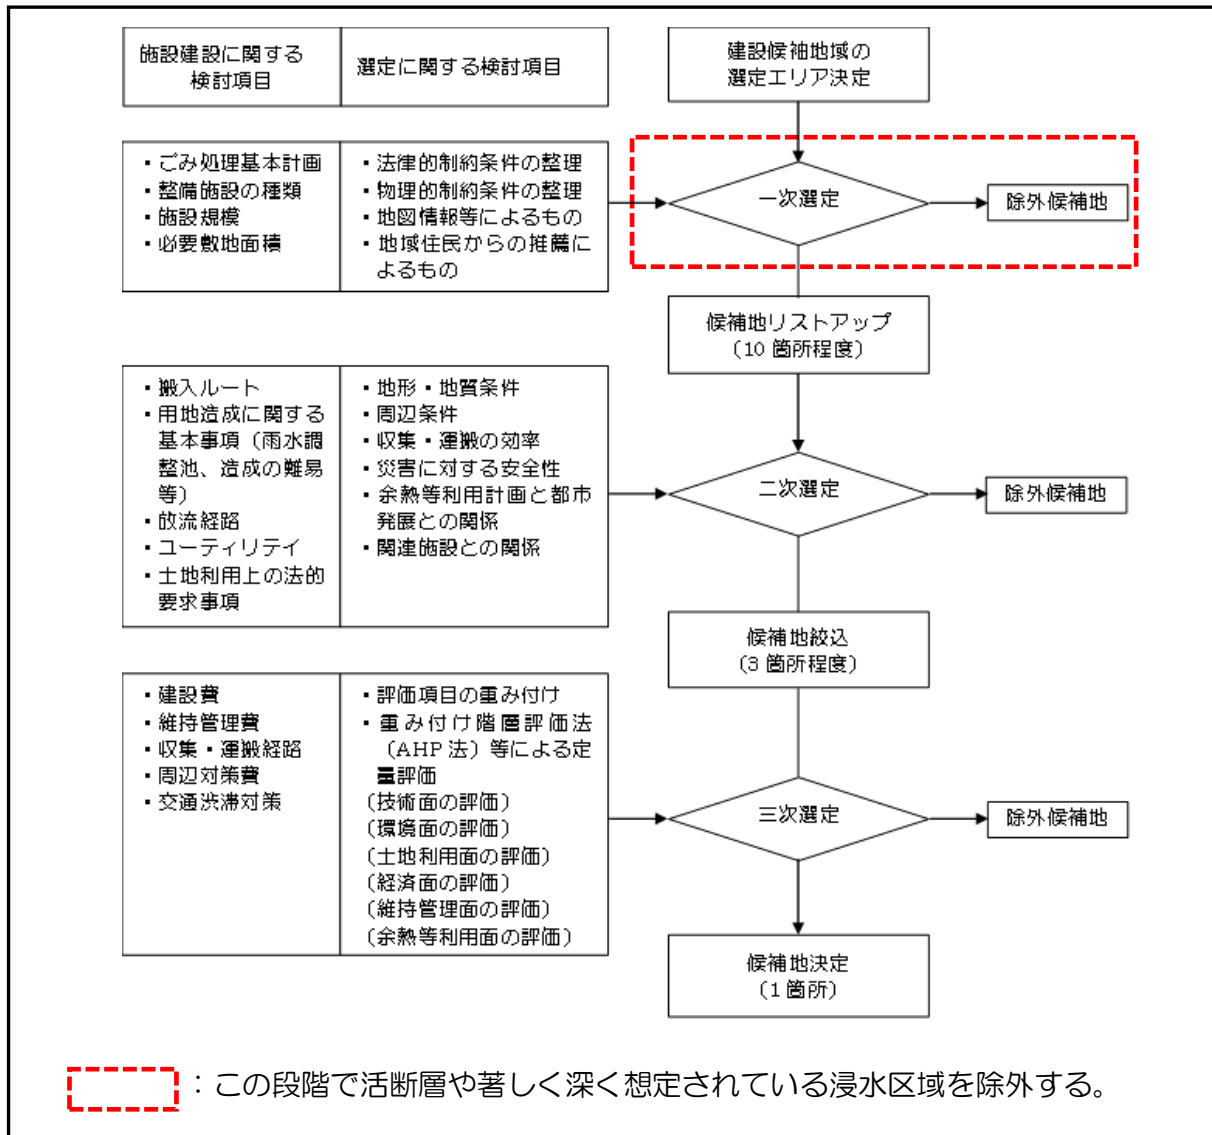 施設建設に関する
検討項目
選定に関する検討項目
建設候補地域の
選定エリア決定
・ごみ処理基本計画
・整備施設の種類
・施設規模
・必要敷地面積
・法律的制約条件の整理
・物理的制約条件の整理
・地図情報等によるもの
・地域住民からの推薦に
よるもの
一次選定
除外候補地
候補地リストアップ
(10 箇所程度)
・搬入ルート
・用地造成に関する
基本事項（雨水調
整池、造成の難易
等）
・放流経路
・ユーティリテイ
・土地利用上の法的
要求事項
・地形・地質条件
・周辺条件
・収集・運搬の効率
・災害に対する安全性
・余熱等利用計画と都市
発展との関係
・関連施設との関係
二次選定
除外候補地
候補地絞込
(3 箇所程度)
・建設費
・維持管理費
・収集・運搬経路
・周辺対策費
・交通渋滞対策
・評価項目の重み付け
・重み付け階層評価法
（AHP 法）等による定
量評価
(技術面の評価)
(環境面の評価)
(土地利用面の評価)
(経済面の評価)
(維持管理面の評価)
(余熱等利用面の評価)
三次選定
除外候補地
候補地決定
(1 箇所)
：この段階で活断層や著しく深く想定されている浸水区域を除外する。